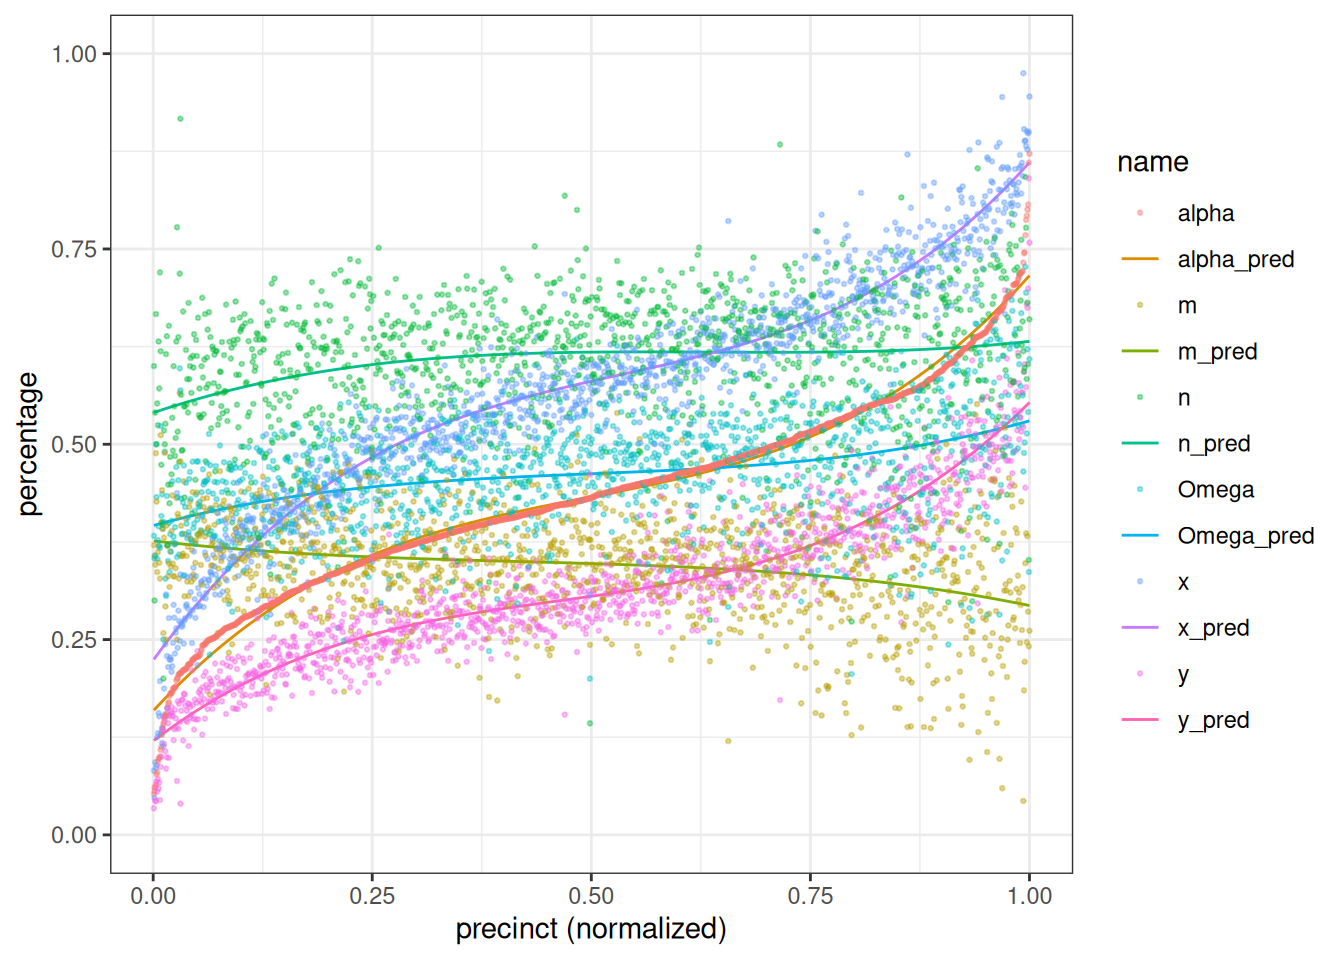 1.00
0.75
0.50
0.25
0.00
percentage
0.00
0.25
0.50
0.75
1.00
precinct (normalized)
name
alpha
alpha_pred
m
m_pred
n
n_pred
Omega
Omega_pred
x
x_pred
y
y_pred